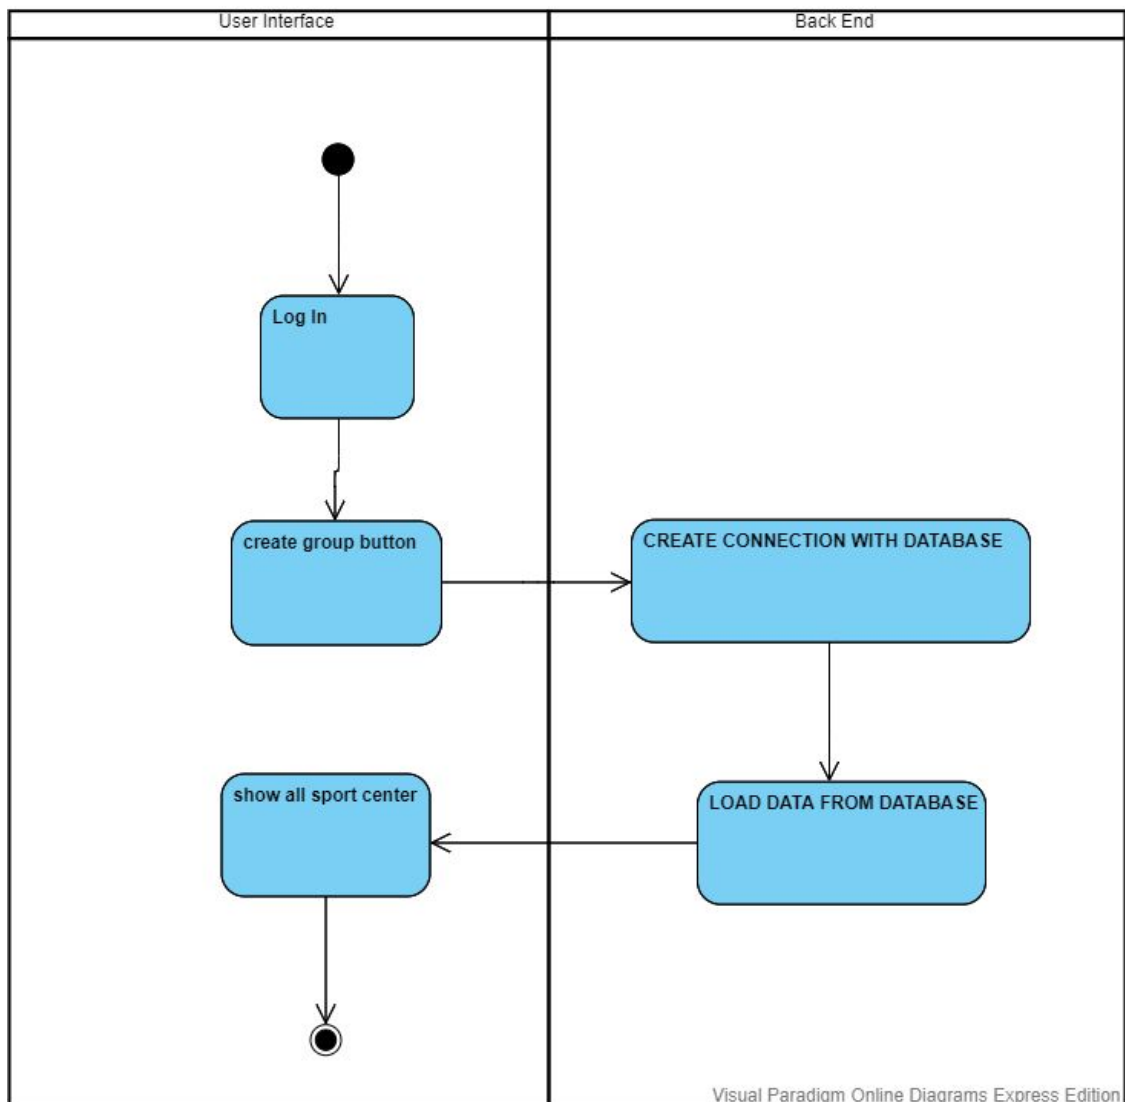 User Interface
Back End
Log In
create group button
CREATE CONNECTION WITH DATABASE
show all sport center
LOAD DATA FROM DATABASE
Visual Paradigm Online Diagrams Express Edition